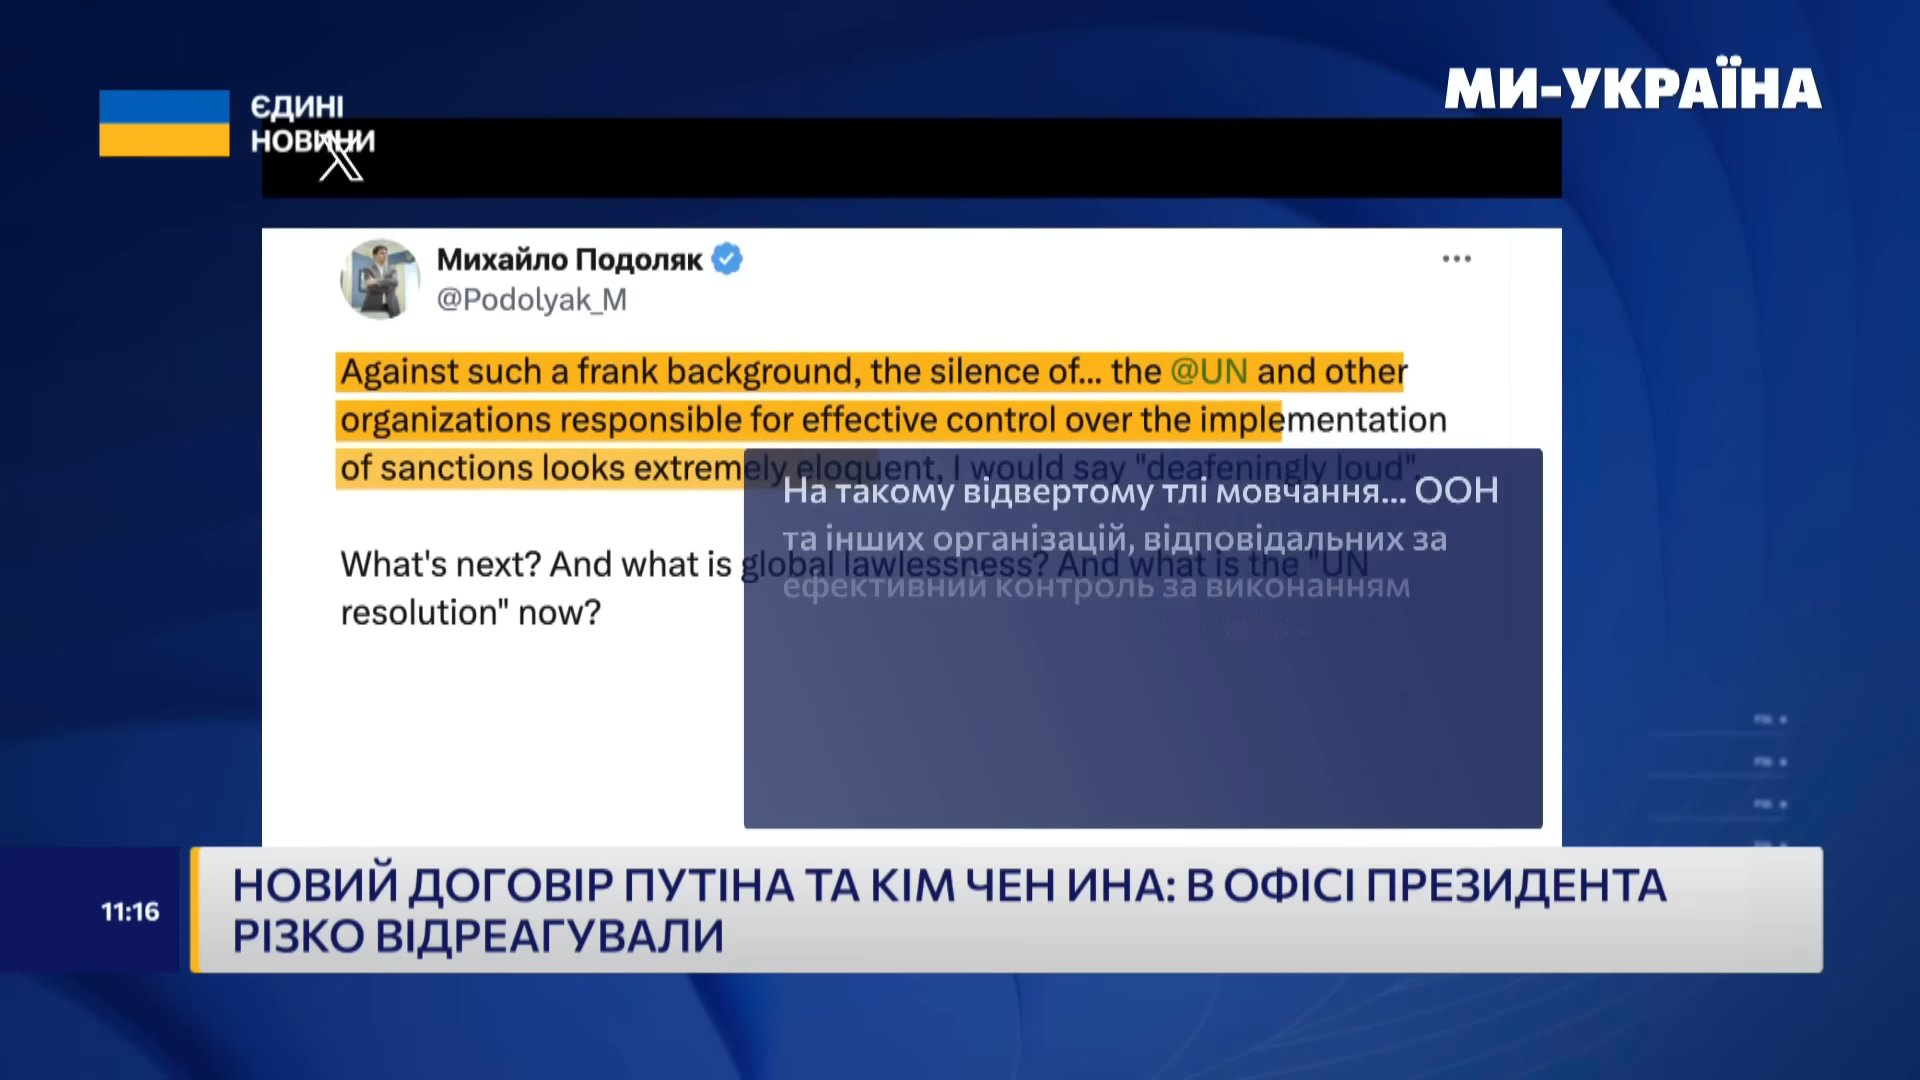 ЄДИНІ
НОВИНИ
МИ-УКРАЇНА
Михайло Подоляк
@Podolyak_M
Against such a frank background, the silence of... the @UN and other
organizations responsible for effective control over the implementation
of sanctions looks extremely eloquent, I would say "deafeningly loud".
What's next? And what is global lawlessness? And what is the "UN
resolution" now?
На такому відвертому тлі мовчання... ООН
та інших організацій, відповідальних за
ефективний контроль за виконанням
11:16
НОВИЙ ДОГОВІР ПУТІНА ТА КІМ ЧЕН ИНА: В ОФІСІ ПРЕЗИДЕНТА
РІЗКО ВІДРЕАГУВАЛИ